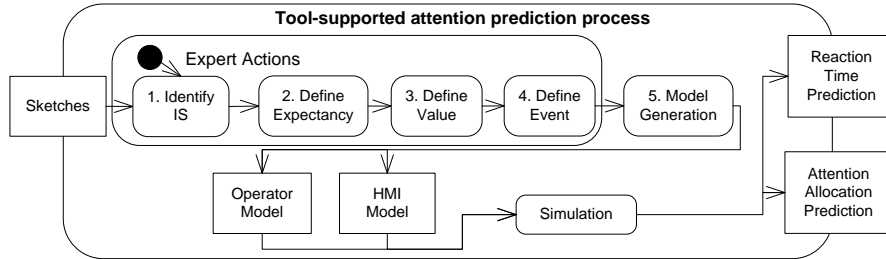 Tool-supported attention prediction process
Expert Actions
Sketches
1. Identify
IS
2. Define
Expectancy
3. Define
Value
4. Define
Event
5. Model
Generation
Reaction
Time
Prediction
Operator
Model
HMI
Model
Simulation
Attention
Allocation
Prediction